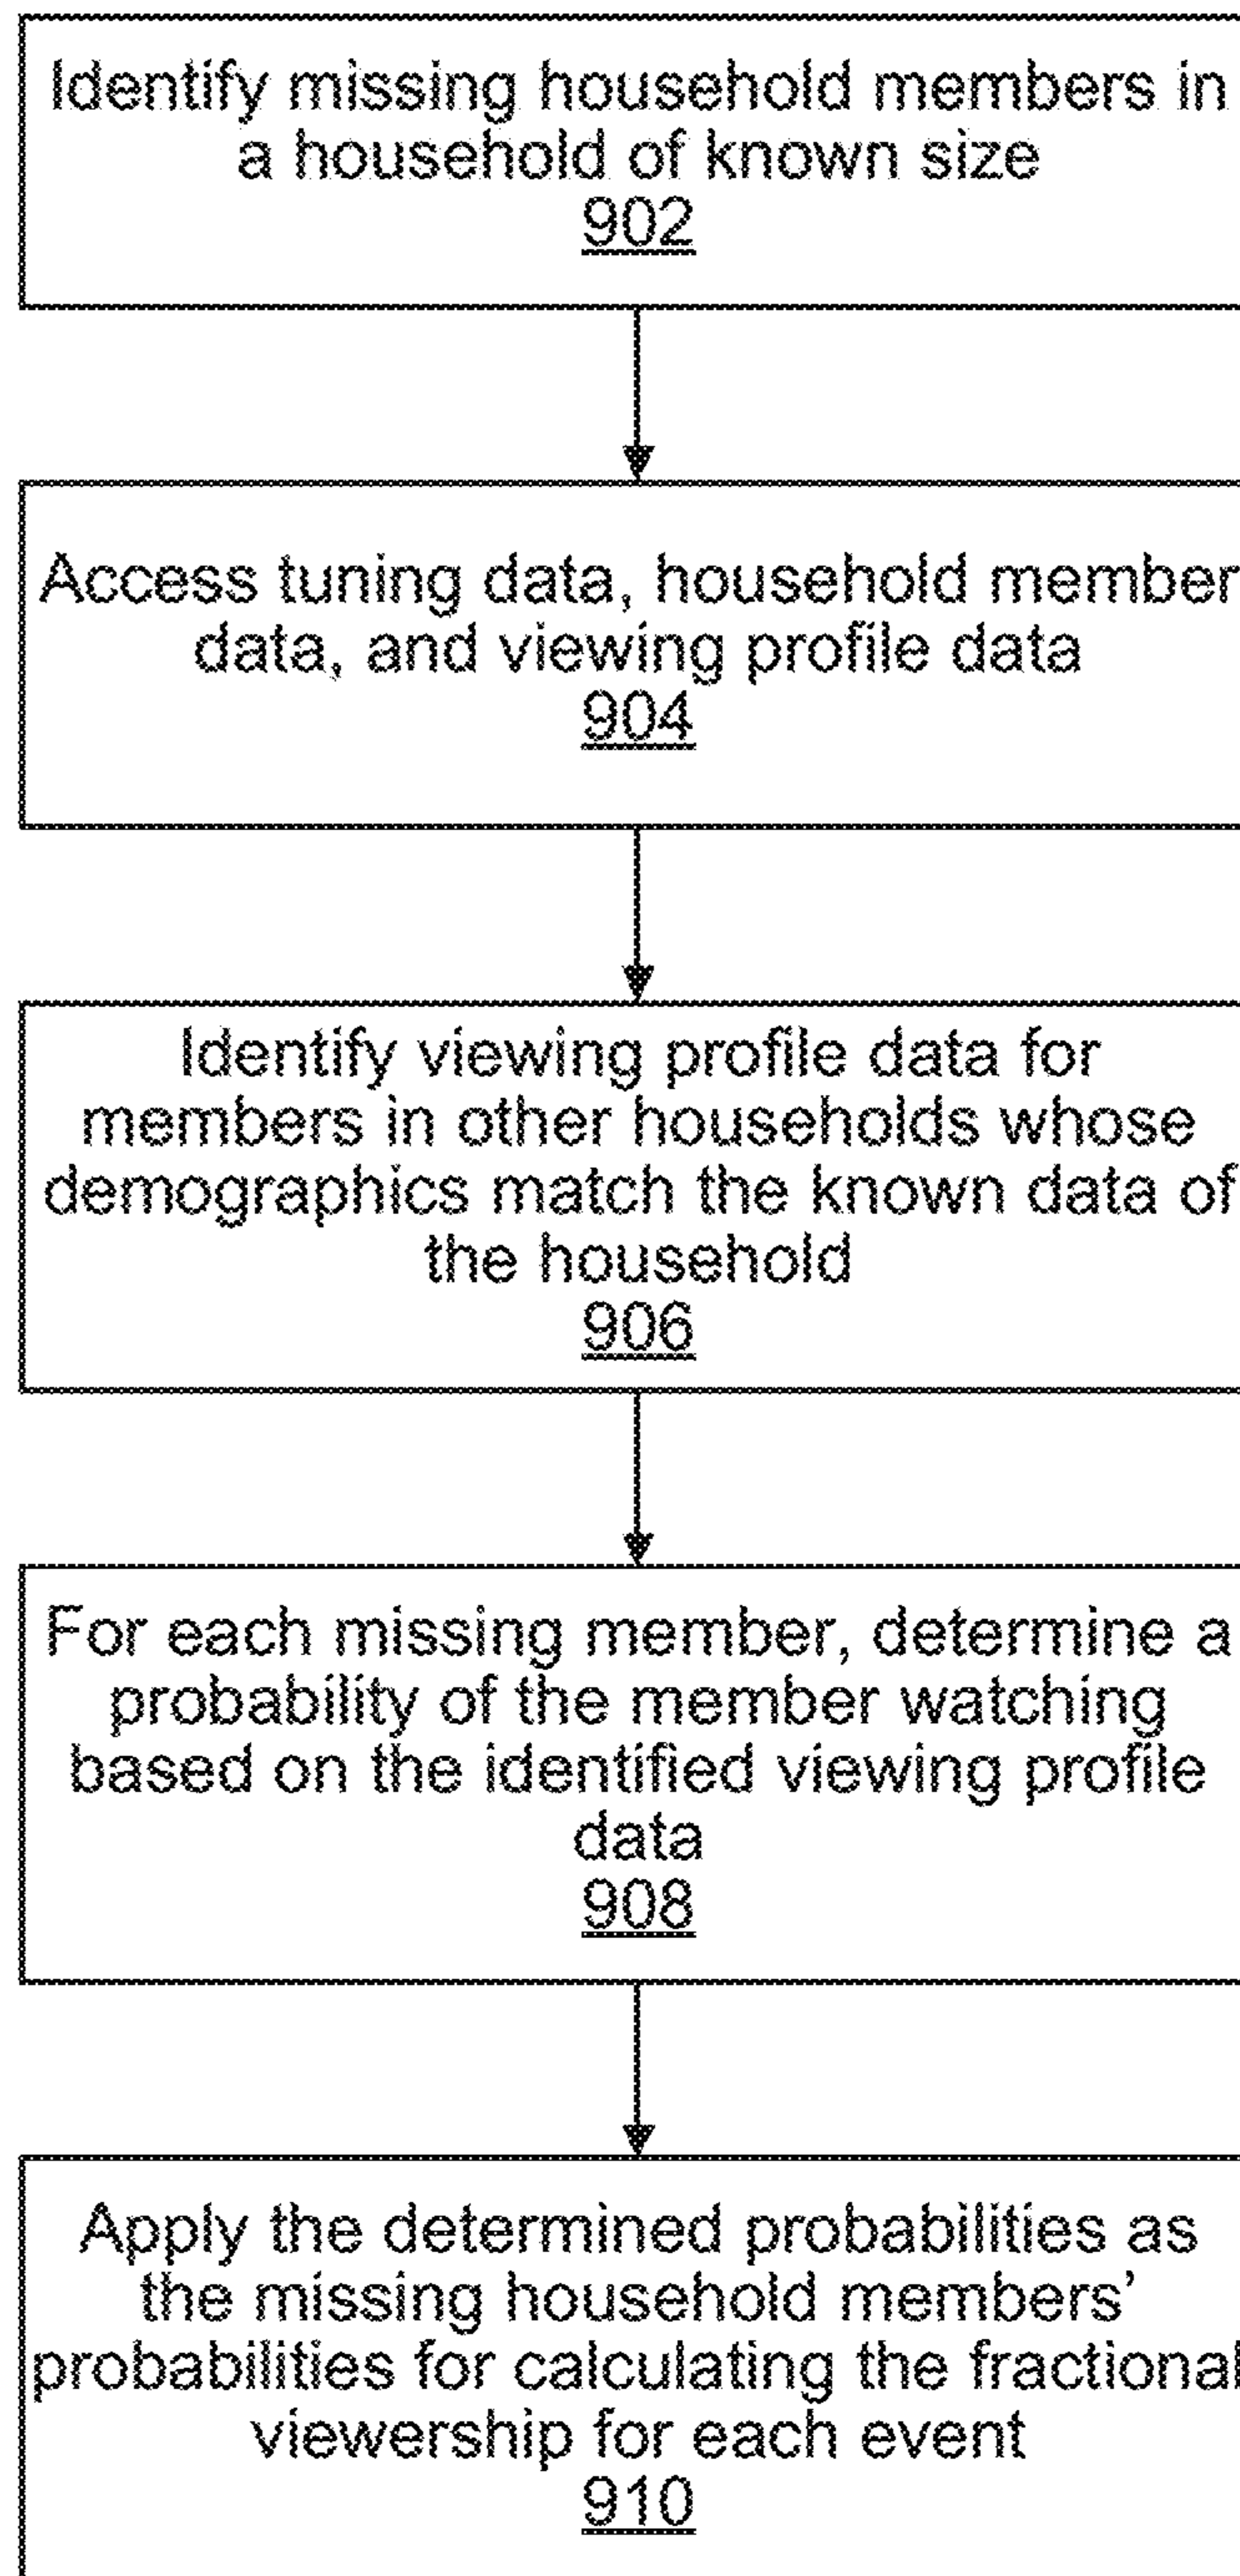 Identify missing household members in
a household of known size
902
Access tuning data, household member
data, and viewing profile data
904
Identify viewing profile data for
members in other households whose
demographics match the known data of
the household
906
For each missing member, determine a
probability of the member watching
based on the identified viewing profile
data
908
Apply the determined probabilities as
the missing household members’
probabilities for calculating the fractional
viewership for each event
910